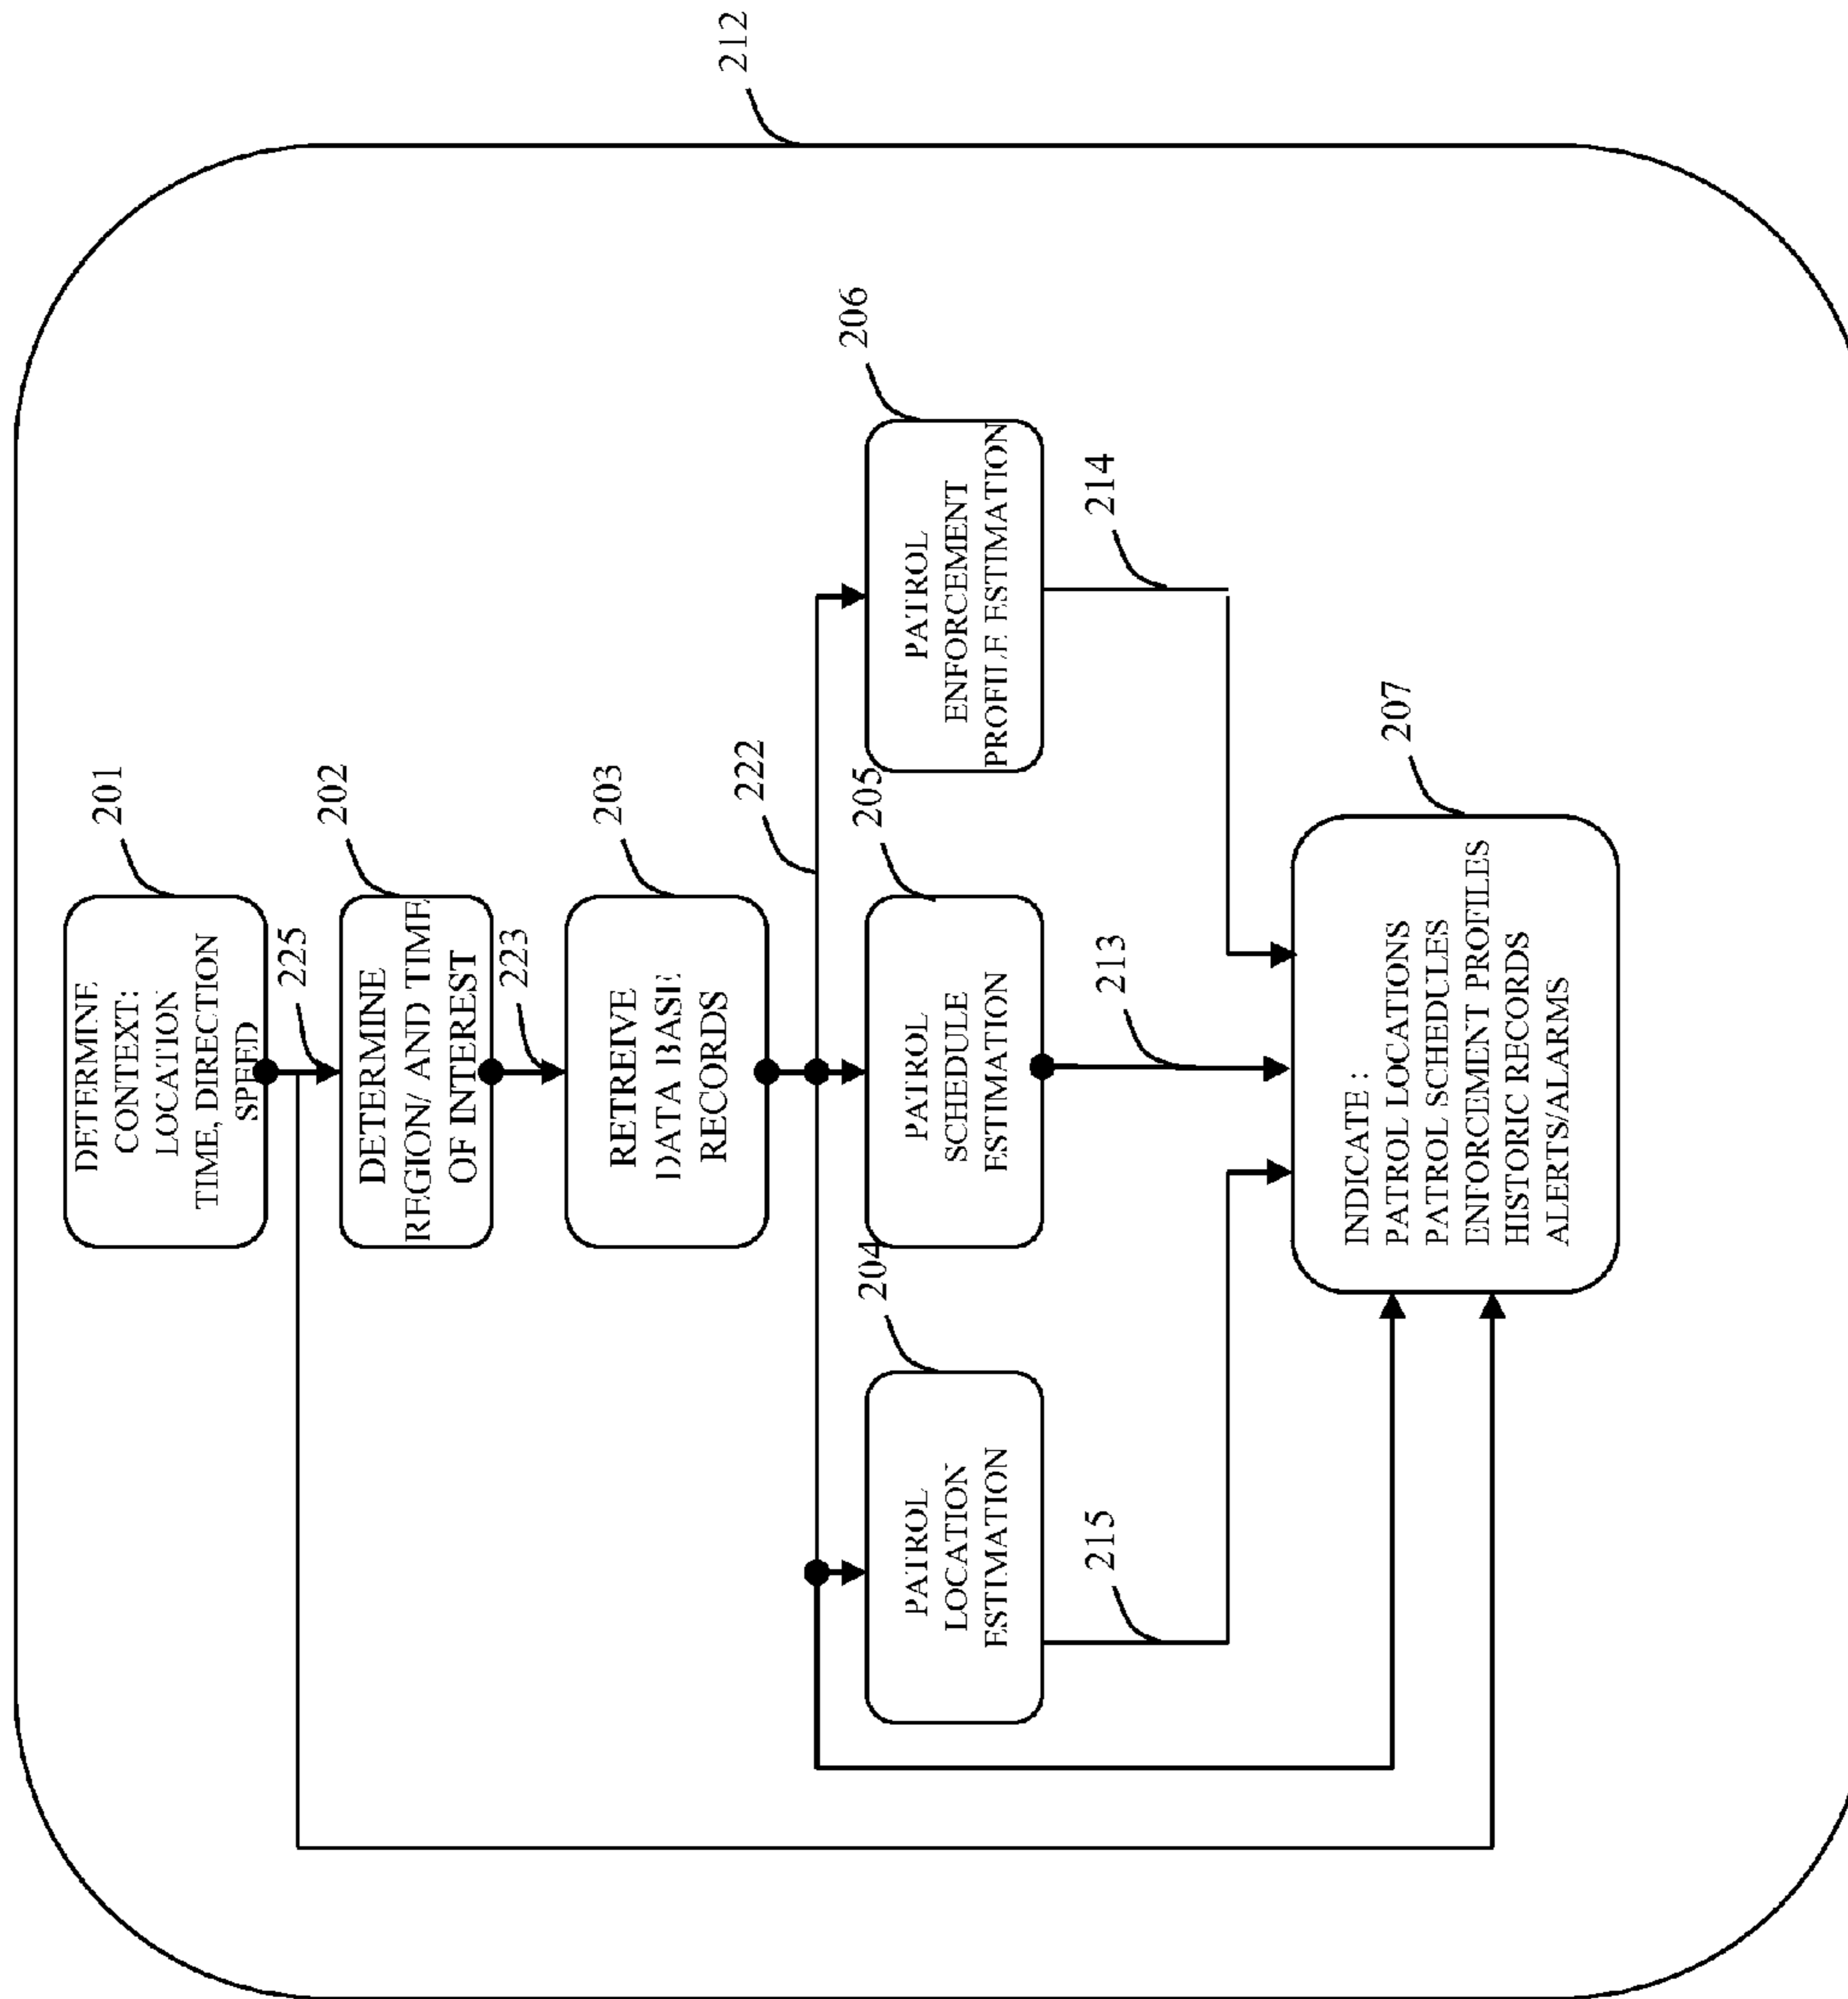 212
201
DETERMINE
CONTEXT:
LOCATION
TIME, DIRECTION
SPEED
225
202
DETERMINE
REGION/ AND TIME
OF INTEREST
223
203
RETREIVE
DATA BASE
RECORDS
222
204
PATROL
LOCATION
ESTIMATION
205
PATROL
SCHEDULE
ESTIMATION
206
PATROL
ENFORCEMENT
PROFILE ESTIMATION
215
213
214
207
INDICATE :
PATROL LOCATIONS
PATROL SCHEDULES
ENFORCEMENT PROFILES
HISTORIC RECORDS
ALERTS/ALARMS